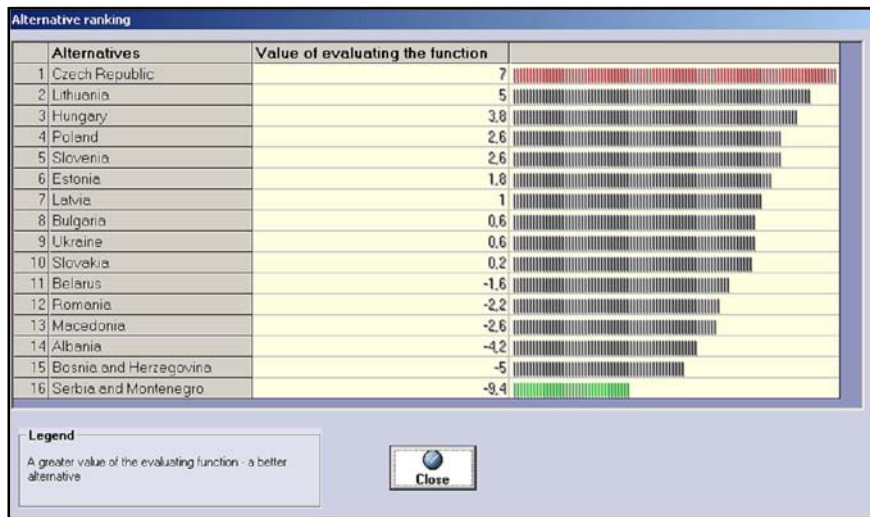 Alternative ranking
Alternatives Value of evaluating the function
1 Czech Republic 7
2 Lithuania 5
3 Hungary 3,8
4 Poland 2,6
5 Slovenia 2,6
6 Estonia 1,8
7 Latvia 1
8 Bulgaria 0,6
9 Ukraine 0,6
10 Slovakia 0,2
11 Belarus -1,6
12 Romania -2,2
13 Macedonia -2,6
14 Albania -4,2
15 Bosnia and Herzegovina -5
16 Serbia and Montenegro -9,4
Legend
A greater value of the evaluating function - a better
alternative
Close